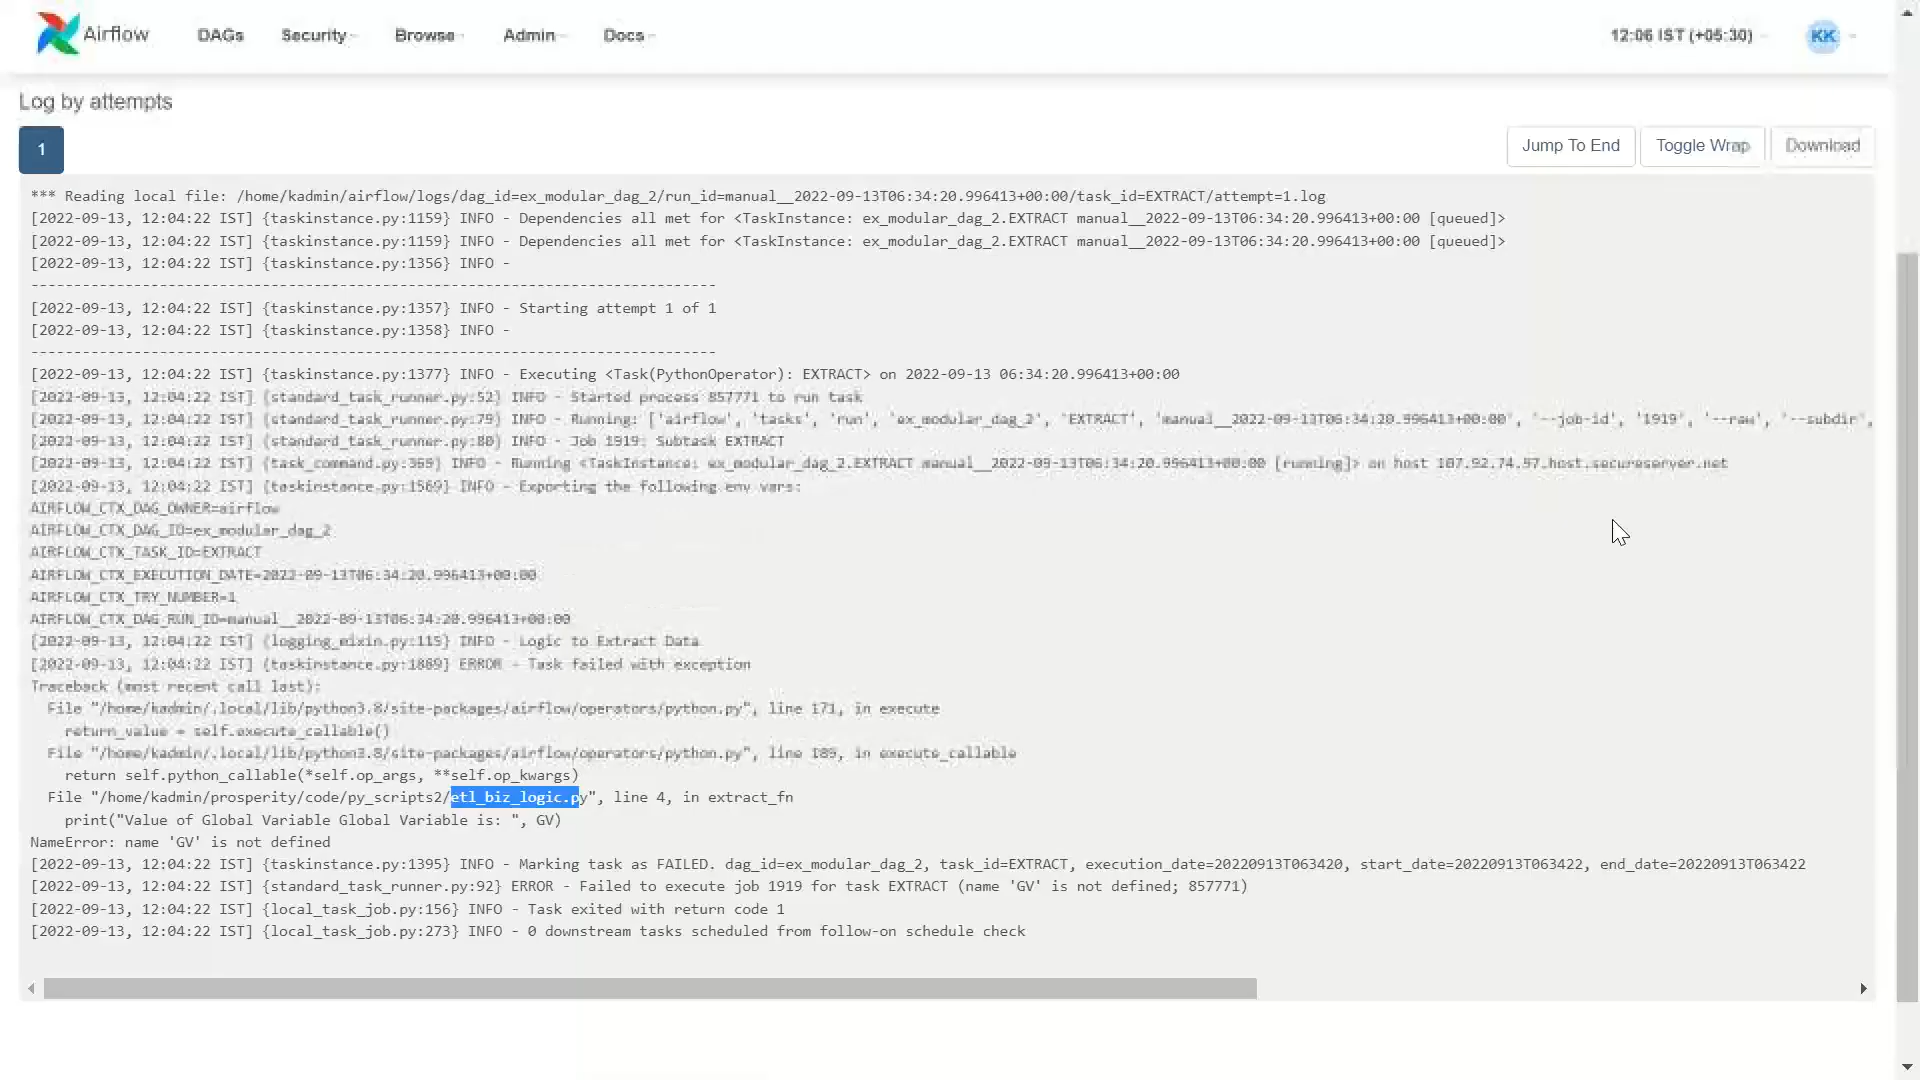 Airflow DAGs Security Browse Admin Docs 12:06 IST (+05:30) KK
Log by attempts
1 Jump To End Toggle Wrap Download
*** Reading local file: /home/kadmin/airflow/logs/dag_id=ex_modular_dag_2/run_id=manual__2022-09-13T06:34:20.996413+00:00/task_id=EXTRACT/attempt=1.log
[2022-09-13, 12:04:22 IST] {taskinstance.py:1159} INFO - Dependencies all met for <TaskInstance: ex_modular_dag_2.EXTRACT manual__2022-09-13T06:34:20.996413+00:00 [queued]>
[2022-09-13, 12:04:22 IST] {taskinstance.py:1159} INFO - Dependencies all met for <TaskInstance: ex_modular_dag_2.EXTRACT manual__2022-09-13T06:34:20.996413+00:00 [queued]>
[2022-09-13, 12:04:22 IST] {taskinstance.py:1356} INFO -
--------------------------------------------------------------------------------
[2022-09-13, 12:04:22 IST] {taskinstance.py:1357} INFO - Starting attempt 1 of 1
[2022-09-13, 12:04:22 IST] {taskinstance.py:1358} INFO -
--------------------------------------------------------------------------------
[2022-09-13, 12:04:22 IST] {taskinstance.py:1377} INFO - Executing <Task(PythonOperator): EXTRACT> on 2022-09-13 06:34:20.996413+00:00
[2022-09-13, 12:04:22 IST] {standard_task_runner.py:52} INFO - Started process 857771 to run task
[2022-09-13, 12:04:22 IST] {standard_task_runner.py:79} INFO - Running: ['airflow', 'tasks', 'run', 'ex_modular_dag_2', 'EXTRACT', 'manual__2022-09-13T06:34:20.996413+00:00', '--job-id', '1919', '--raw', '--subdir',
[2022-09-13, 12:04:22 IST] {standard_task_runner.py:80} INFO - Job 1919: Subtask EXTRACT
[2022-09-13, 12:04:22 IST] {task_command.py:369} INFO - Running <TaskInstance: ex_modular_dag_2.EXTRACT manual__2022-09-13T06:34:20.996413+00:00 [running]> on host 107.92.74.97.host.secureserver.net
[2022-09-13, 12:04:22 IST] {taskinstance.py:1569} INFO - Exporting the following env vars:
AIRFLOW_CTX_DAG_OWNER=airflow
AIRFLOW_CTX_DAG_ID=ex_modular_dag_2
AIRFLOW_CTX_TASK_ID=EXTRACT
AIRFLOW_CTX_EXECUTION_DATE=2022-09-13T06:34:20.996413+00:00
AIRFLOW_CTX_TRY_NUMBER=1
AIRFLOW_CTX_DAG_RUN_ID=manual__2022-09-13T06:34:20.996413+00:00
[2022-09-13, 12:04:22 IST] {logging_mixin.py:115} INFO - Logic to Extract Data
[2022-09-13, 12:04:22 IST] {taskinstance.py:1889} ERROR - Task failed with exception
Traceback (most recent call last):
  File "/home/kadmin/.local/lib/python3.8/site-packages/airflow/operators/python.py", line 171, in execute
    return_value = self.execute_callable()
  File "/home/kadmin/.local/lib/python3.8/site-packages/airflow/operators/python.py", line 189, in execute_callable
    return self.python_callable(*self.op_args, **self.op_kwargs)
  File "/home/kadmin/prosperity/code/py_scripts2/etl_biz_logic.py", line 4, in extract_fn
    print("Value of Global Variable Global Variable is: ", GV)
NameError: name 'GV' is not defined
[2022-09-13, 12:04:22 IST] {taskinstance.py:1395} INFO - Marking task as FAILED. dag_id=ex_modular_dag_2, task_id=EXTRACT, execution_date=20220913T063420, start_date=20220913T063422, end_date=20220913T063422
[2022-09-13, 12:04:22 IST] {standard_task_runner.py:92} ERROR - Failed to execute job 1919 for task EXTRACT (name 'GV' is not defined; 857771)
[2022-09-13, 12:04:22 IST] {local_task_job.py:156} INFO - Task exited with return code 1
[2022-09-13, 12:04:22 IST] {local_task_job.py:273} INFO - 0 downstream tasks scheduled from follow-on schedule check